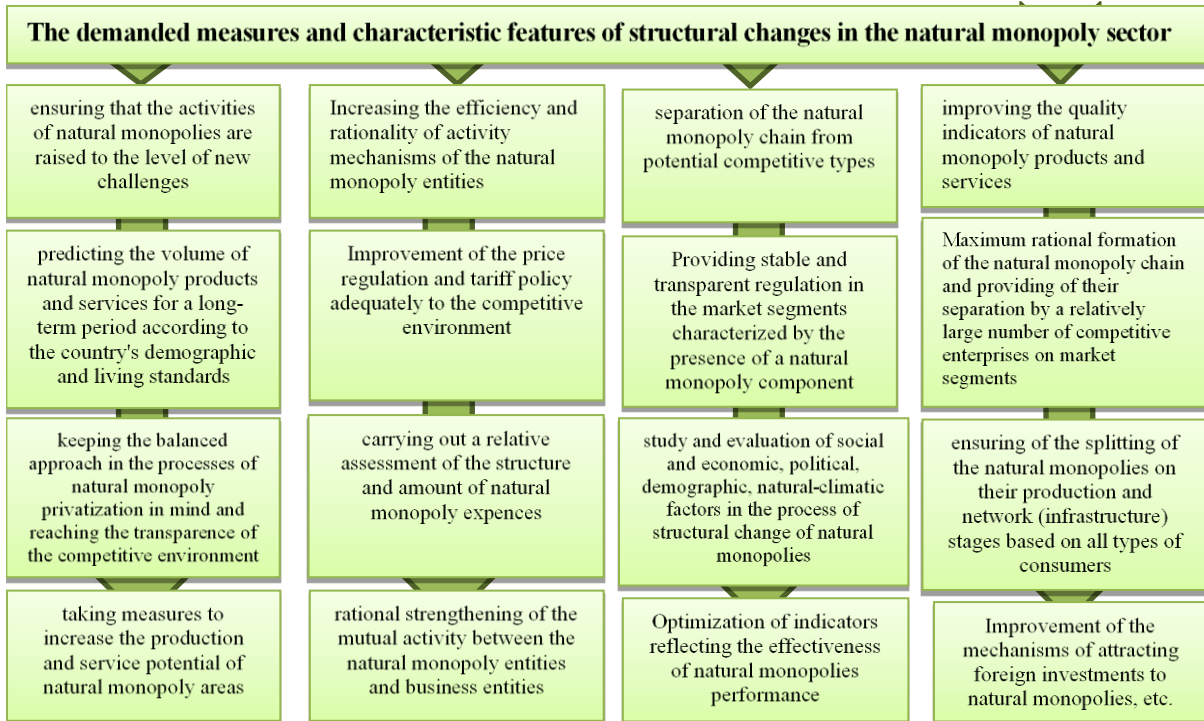 The demanded measures and characteristic features of structural changes in the natural monopoly sector
ensuring that the activities
of natural monopolies are
raised to the level of new
challenges
predicting the volume of
natural monopoly products
and services for a long-
term period according to
the country's demographic
and living standards
keeping the balanced
approach in the processes of
natural monopoly
privatization in mind and
reaching the transparence of
the competitive environment
taking measures to
increase the production
and service potential of
natural monopoly areas
Increasing the efficiency and
rationality of activity
mechanisms of the natural
monopoly entities
Improvement of the price
regulation and tariff policy
adequately to the competitive
environment
carrying out a relative
assessment of the structure
and amount of natural
monopoly expences
rational strengthening of the
mutual activity between the
natural monopoly entities
and business entities
separation of the natural
monopoly chain from
potential competitive types
Providing stable and
transparent regulation in
the market segments
characterized by the
presence of a natural
monopoly component
study and evaluation of social
and economic, political,
demographic, natural-climatic
factors in the process of
structural change of natural
monopolies
Optimization of indicators
reflecting the effectiveness
of natural monopolies
performance
improving the quality
indicators of natural
monopoly products and
services
Maximum rational formation
of the natural monopoly chain
and providing of their
separation by a relatively
large number of competitive
enterprises on market
segments
ensuring of the splitting of
the natural monopolies on
their production and
network (infrastructure)
stages based on all types of
consumers
Improvement of the
mechanisms of attracting
foreign investments to
natural monopolies, etc.